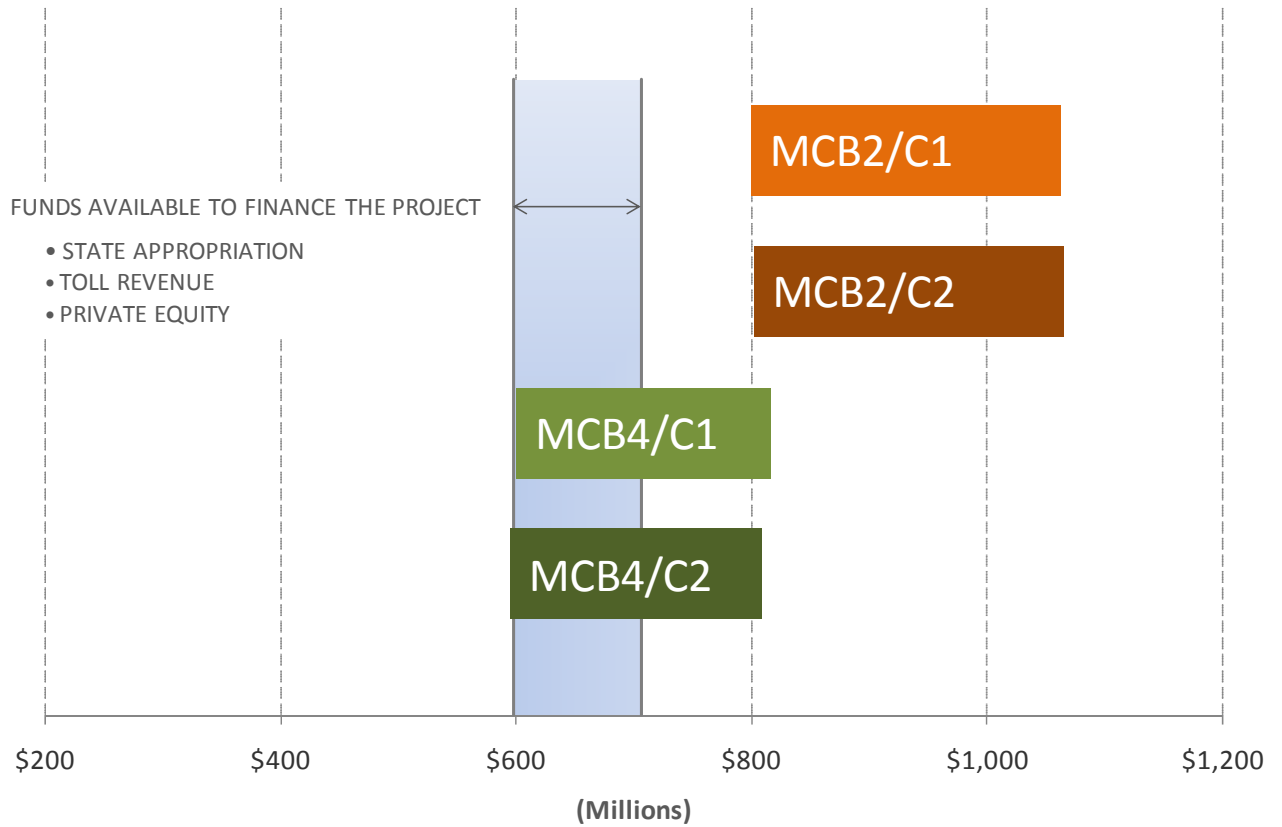 MCB2/C1
FUNDS AVAILABLE TO FINANCE THE PROJECT
• STATE APPROPRIATION
• TOLL REVENUE
• PRIVATE EQUITY
MCB2/C2
MCB4/C1
MCB4/C2
$200 $400 $600 $800 $1,000 $1,200
(Millions)